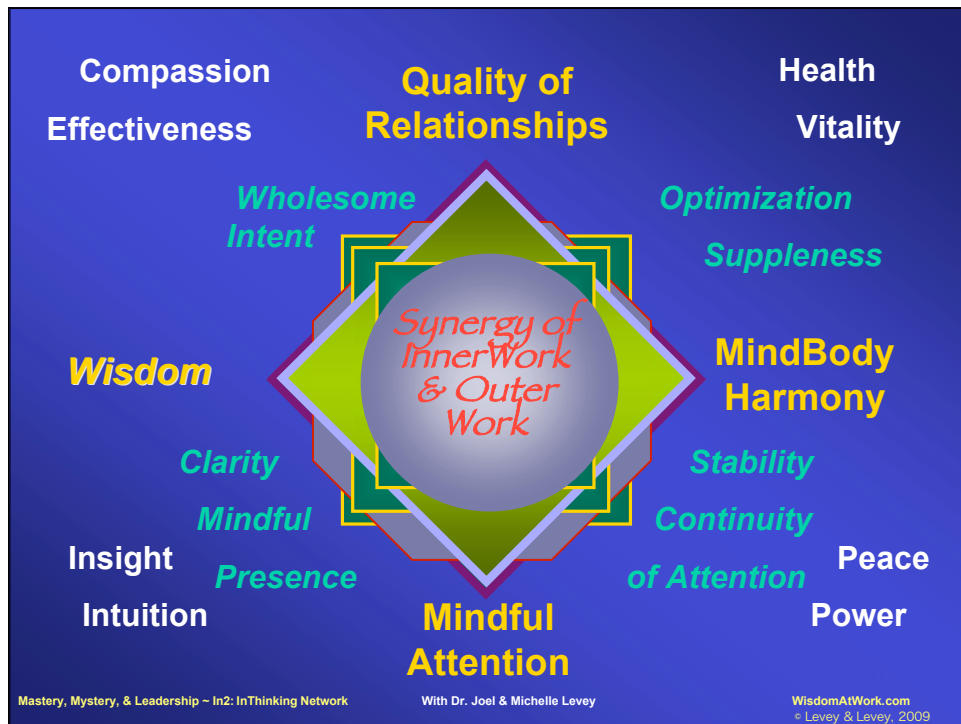 Compassion
Effectiveness
Quality of
Relationships
Health
Vitality
Wholesome
Intent
Optimization
Suppleness
Wisdom
Synergy of
InnerWork
& Outer
Work
MindBody
Harmony
Clarity
Mindful
Presence
Stability
Continuity
of Attention
Insight
Intuition
Mindful
Attention
Peace
Power
Mastery, Mystery, & Leadership ~ In2: InThinking Network
With Dr. Joel & Michelle Levey
WisdomAtWork.com
© Levey & Levey, 2009